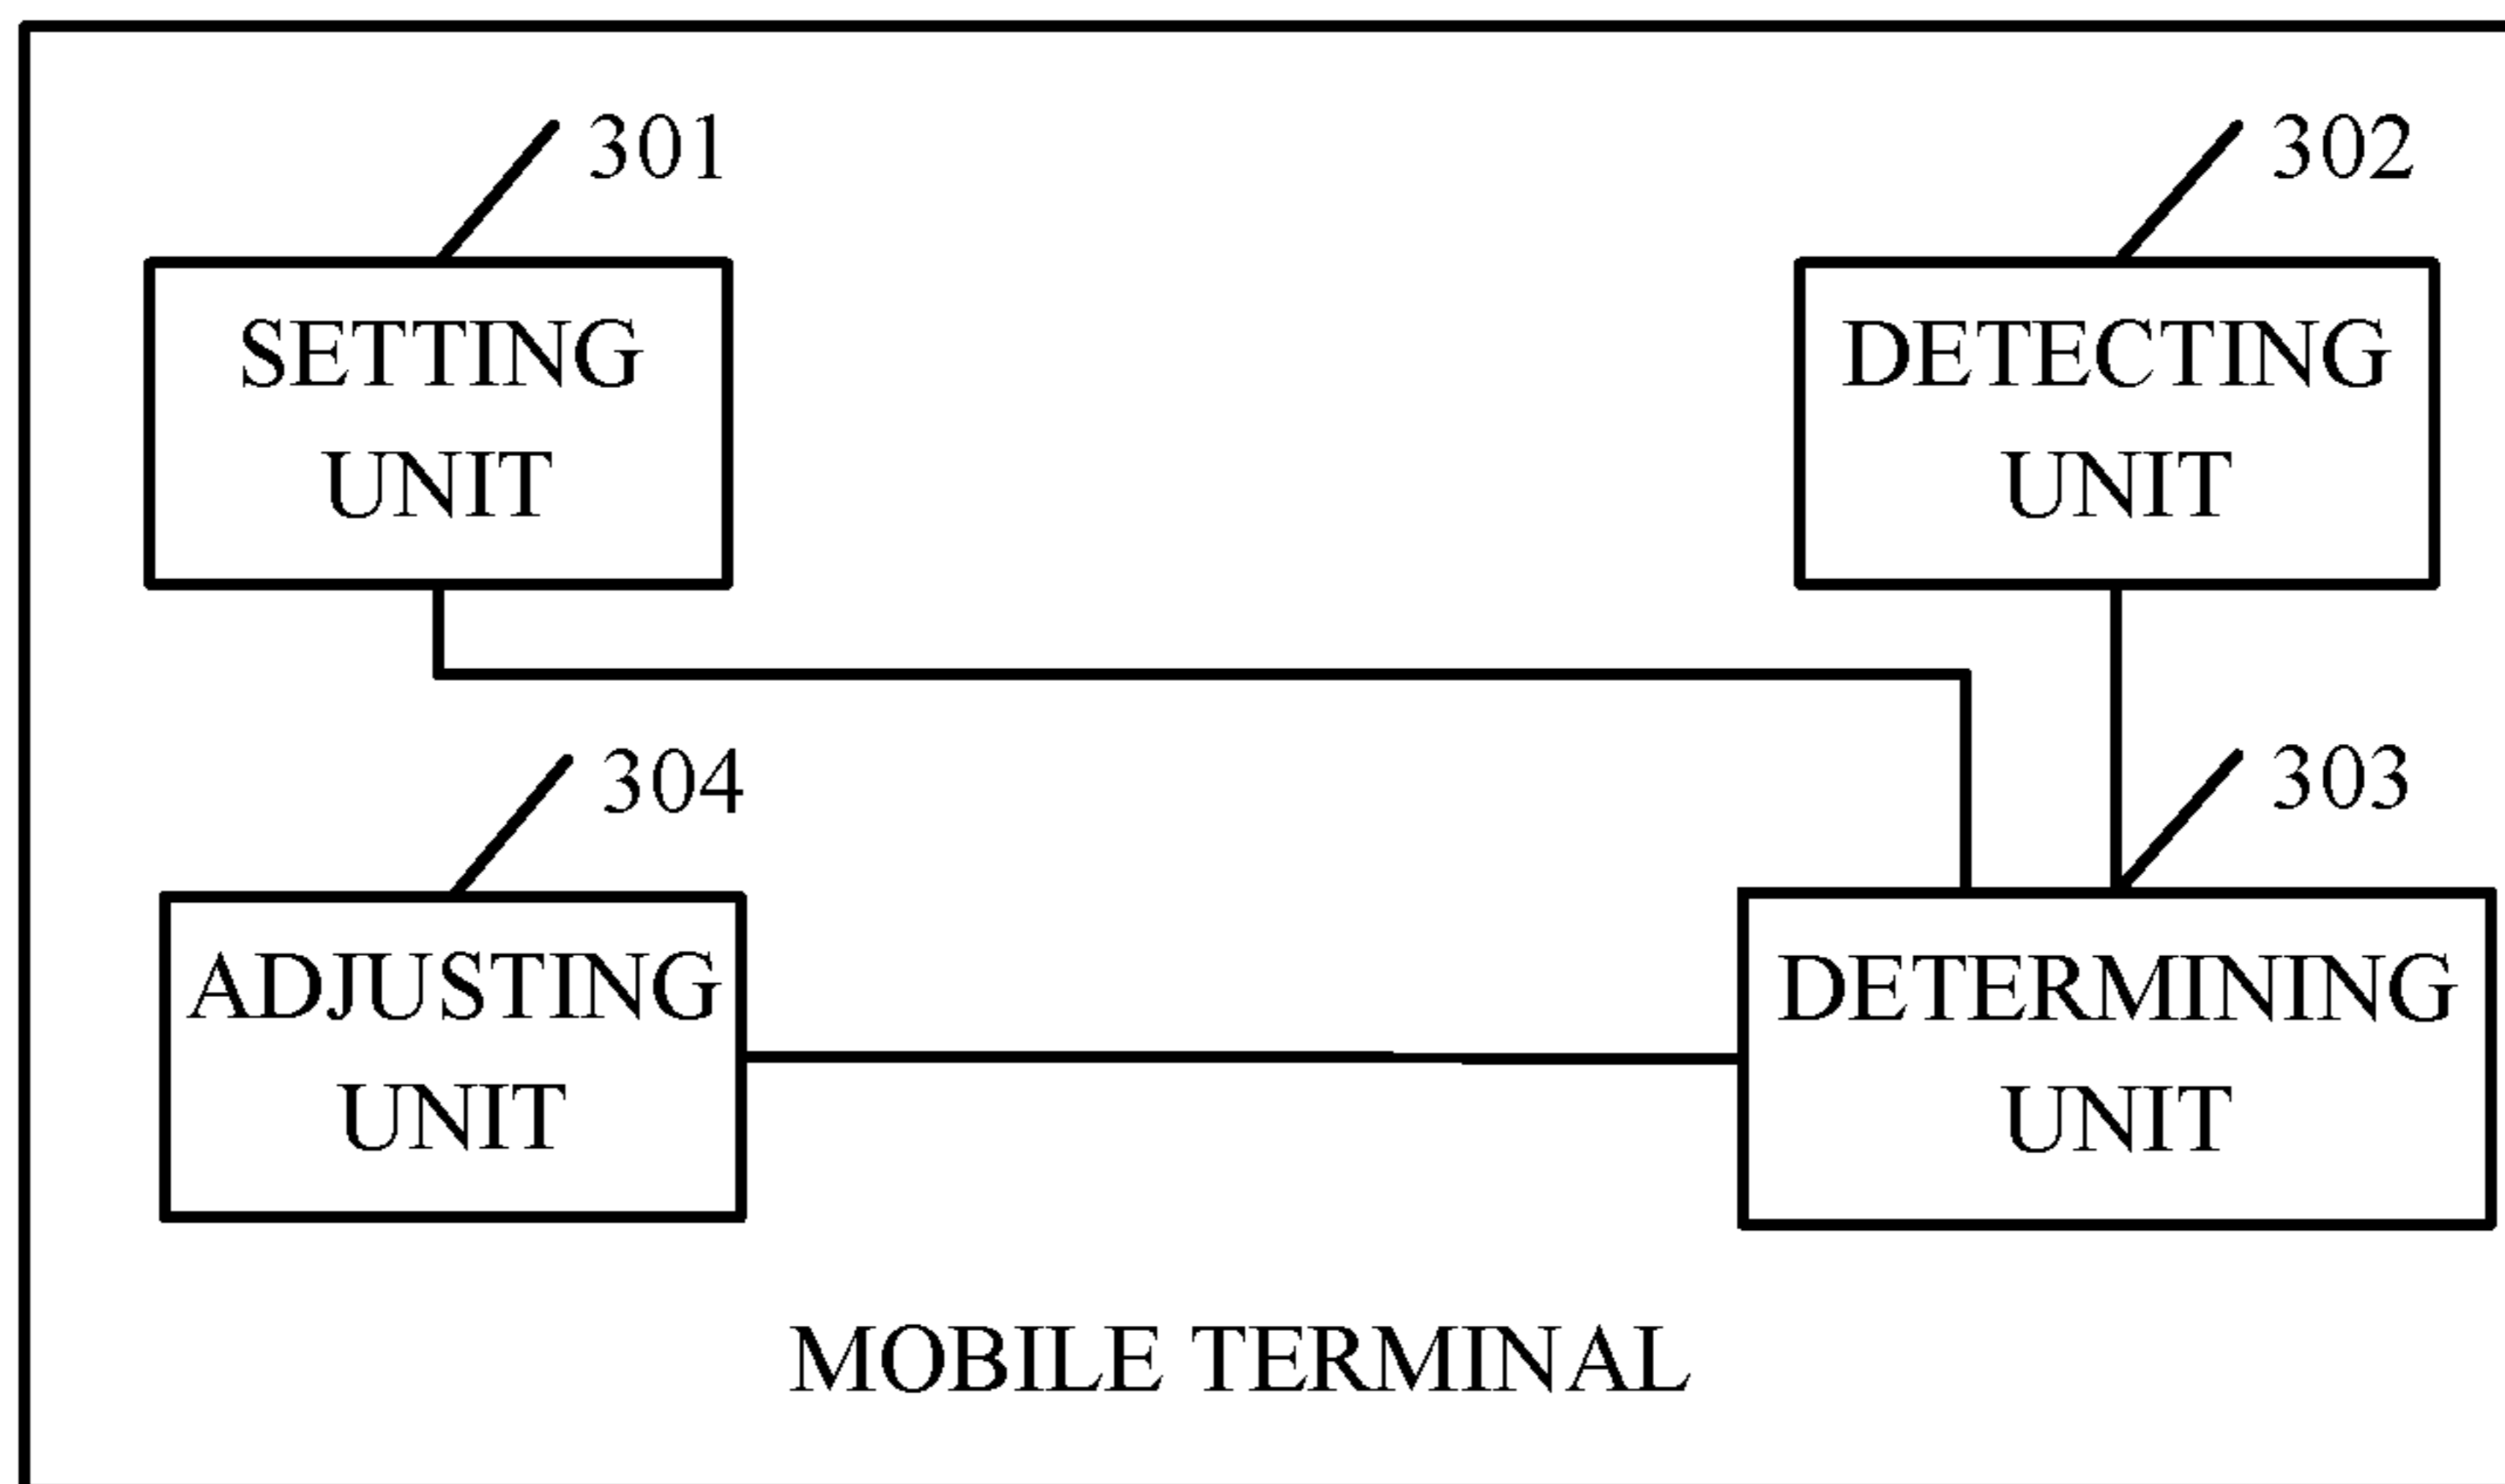 301
302
SETTING
UNIT
DETECTING
UNIT
304
303
ADJUSTING
UNIT
DETERMINING
UNIT
MOBILE TERMINAL